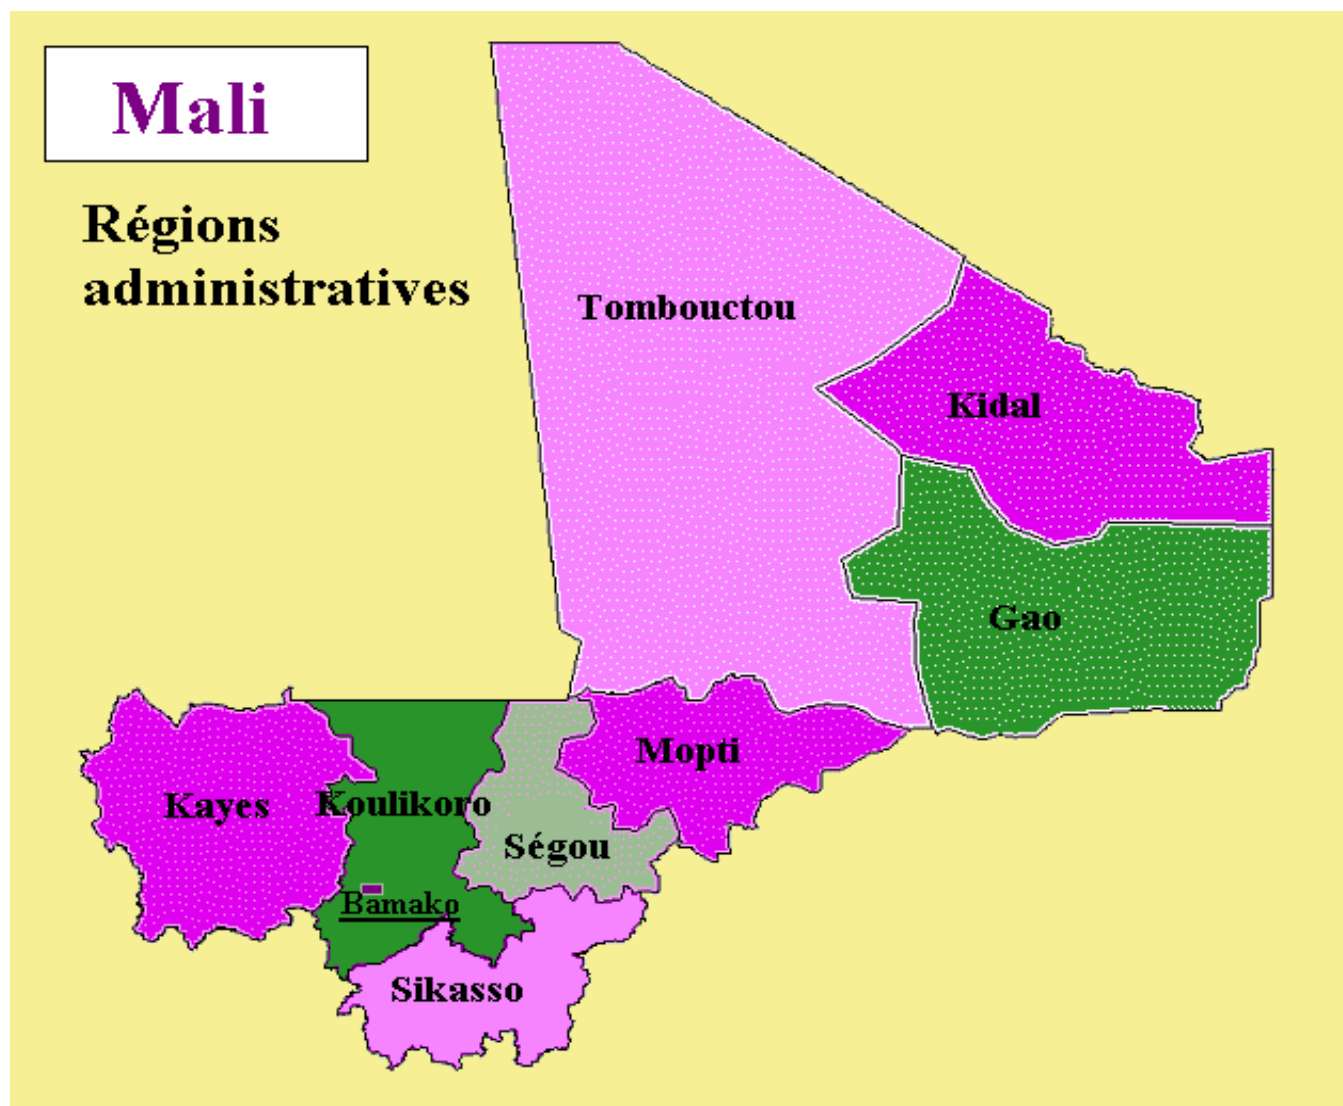 Mali
Régions
administratives
Tombouctou
Kidal
Gao
Mopti
Kayes
Koulikoro
Ségou
Bamako
Sikasso